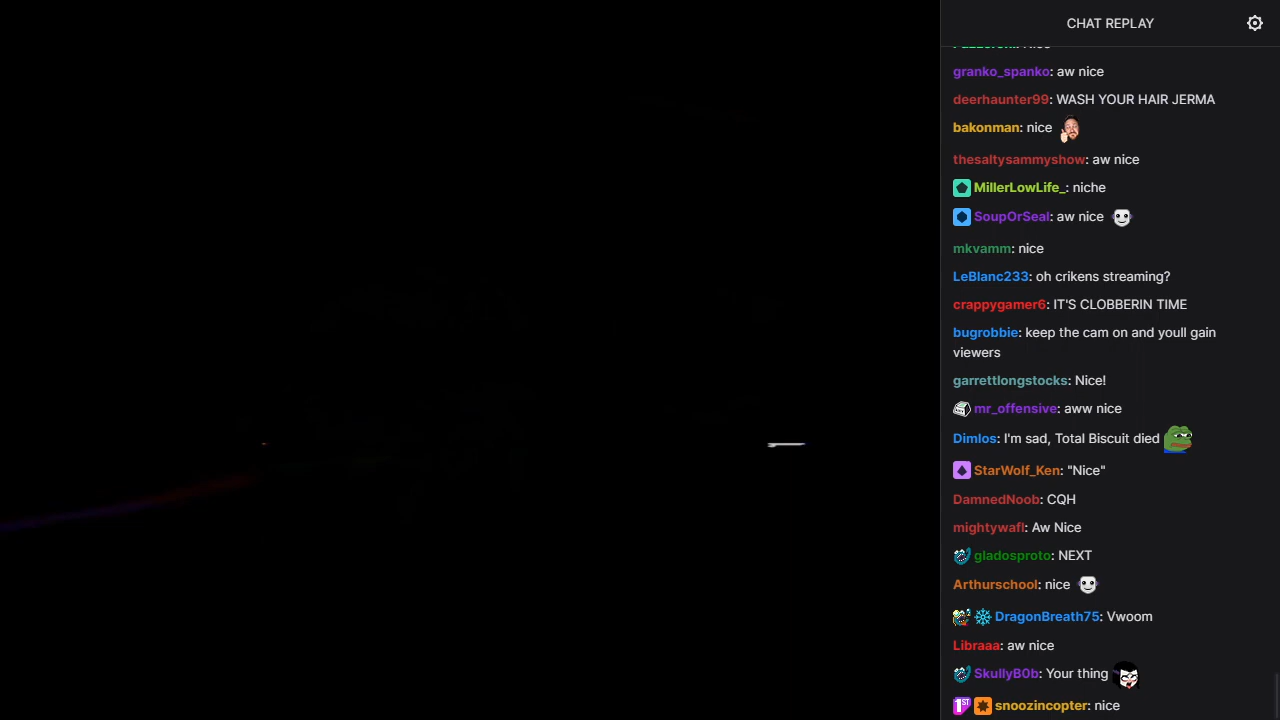 CHAT REPLAY
granko_spanko: aw nice
deerhaunter99: WASH YOUR HAIR JERMA
bakonman: nice
thesaltysammyshow: aw nice
MillerLowLife_: niche
SoupOrSeal: aw nice
mkvamm: nice
LeBlanc233: oh crikens streaming?
crappygamer6: IT'S CLOBBERIN TIME
bugrobbie: keep the cam on and youll gain
viewers
garrettlongstocks: Nice!
mr_offensive: aww nice
Dimlos: I'm sad, Total Biscuit died
StarWolf_Ken: "Nice"
DamnedNoob: CQH
mightywafl: Aw Nice
gladosproto: NEXT
Arthurschool: nice
DragonBreath75: Vwoom
Libraaa: aw nice
SkullyB0b: Your thing
1ST snoozincopter: nice